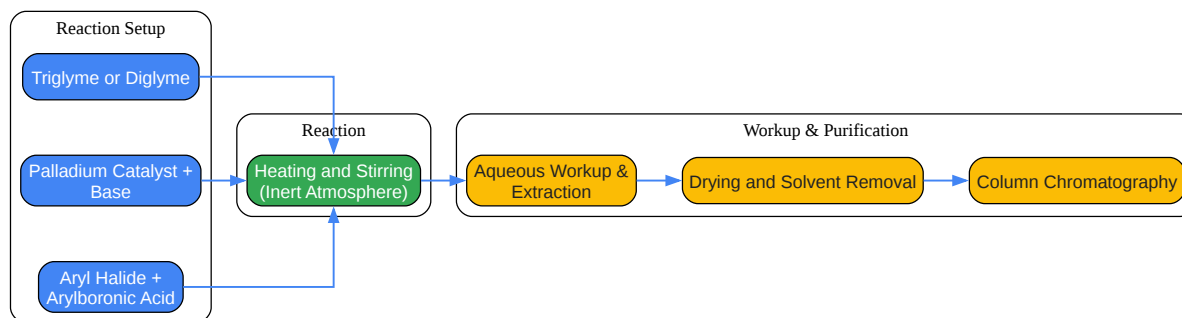 Reaction Setup
Triglyme or Diglyme
Palladium Catalyst +
Base
Aryl Halide +
Arylboronic Acid
Reaction
Heating and Stirring
(Inert Atmosphere)
Workup & Purification
Aqueous Workup &
Extraction
Drying and Solvent Removal
Column Chromatography